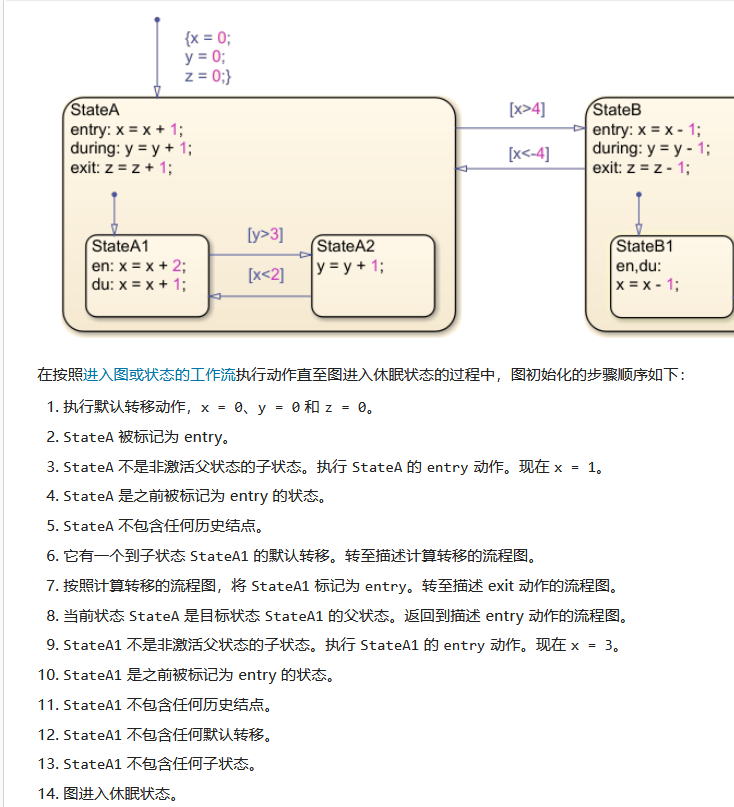 {x = 0;
y = 0;
z = 0;}
StateA
entry: x = x + 1;
during: y = y + 1;
exit: z = z + 1;
[x>4]
[x<-4]
StateB
entry: x = x - 1;
during: y = y - 1;
exit: z = z - 1;
StateA1
en: x = x + 2;
du: x = x + 1;
[y>3]
[x<2]
StateA2
y = y + 1;
StateB1
en,du:
x = x - 1;
在按照进入图或状态的工作流执行动作直至图进入休眠状态的过程中，图初始化的步骤顺序如下：
1. 执行默认转移动作，x = 0、y = 0 和 z = 0。
2. StateA 被标记为 entry。
3. StateA 不是非激活父状态的子状态。执行 StateA 的 entry 动作。现在 x = 1。
4. StateA 是之前被标记为 entry 的状态。
5. StateA 不包含任何历史结点。
6. 它有一个到子状态 StateA1 的默认转移。转至描述计算转移的流程图。
7. 按照计算转移的流程图，将 StateA1 标记为 entry。转至描述 exit 动作的流程图。
8. 当前状态 StateA 是目标状态 StateA1 的父状态。返回到描述 entry 动作的流程图。
9. StateA1 不是非激活父状态的子状态。执行 StateA1 的 entry 动作。现在 x = 3。
10. StateA1 是之前被标记为 entry 的状态。
11. StateA1 不包含任何历史结点。
12. StateA1 不包含任何默认转移。
13. StateA1 不包含任何子状态。
14. 图进入休眠状态。